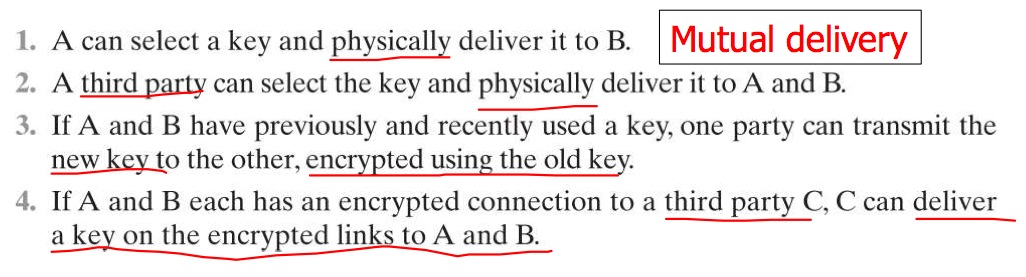 1. A can select a key and physically deliver it to B.
Mutual delivery
2. A third party can select the key and physically deliver it to A and B.
3. If A and B have previously and recently used a key, one party can transmit the
new key to the other, encrypted using the old key.
4. If A and B each has an encrypted connection to a third party C, C can deliver
a key on the encrypted links to A and B.